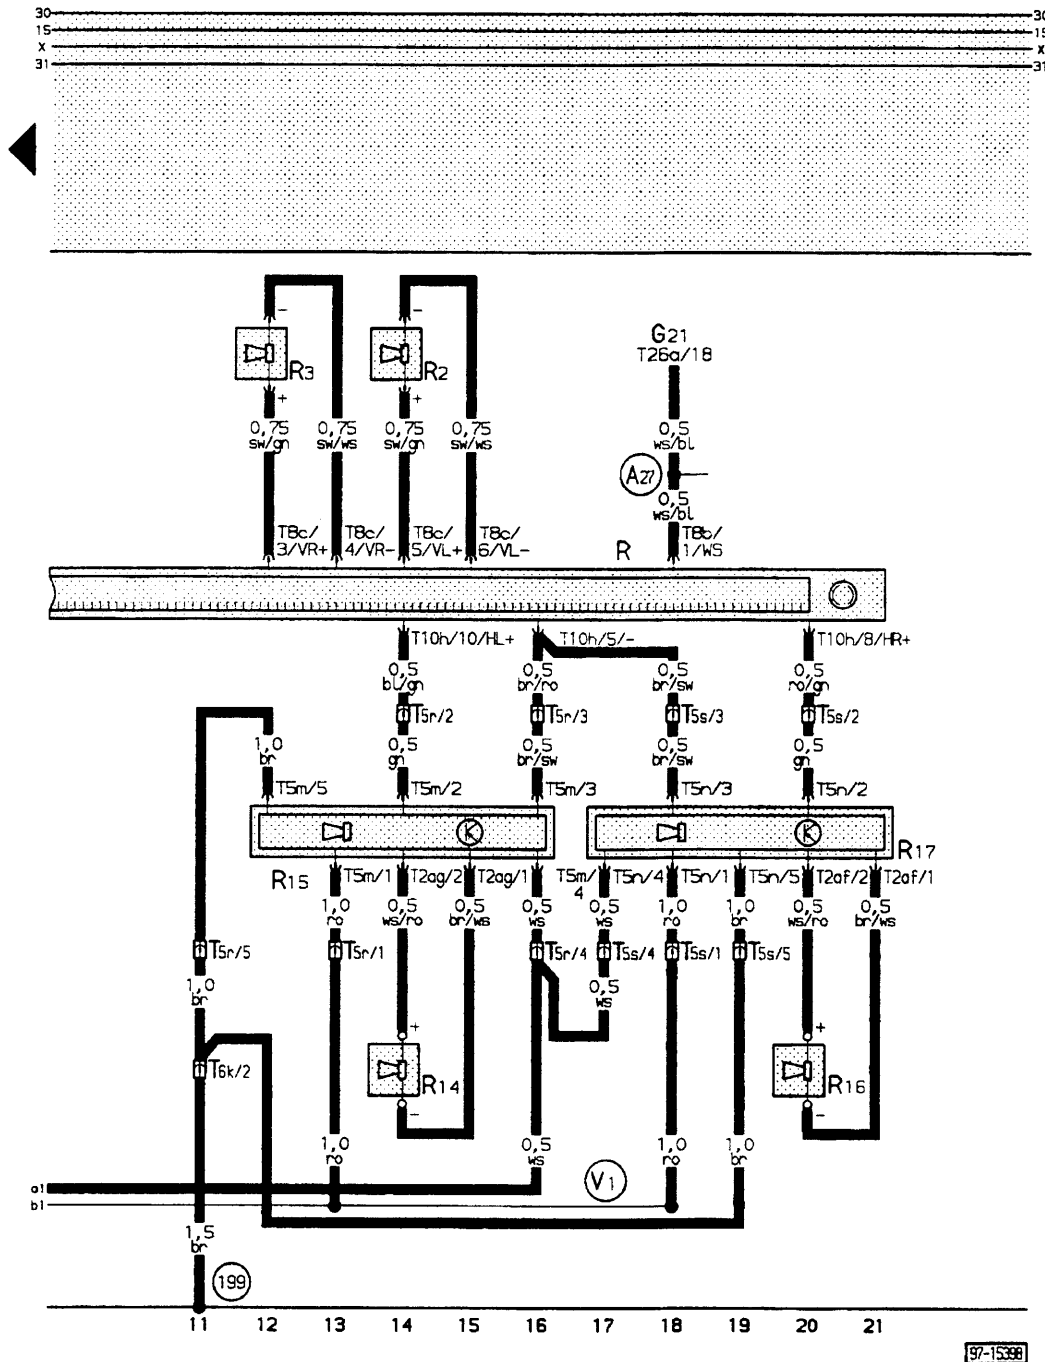 30 30
15 15
X X
31 31
- -
R3 R2
G21
T26a/18
+ +
0,75 0,75 0,75 0,75 0,5
sw/gn sw/ws sw/gn sw/ws ws/bl
A27
0,5
ws/bl
T8c/ T8c/ T8c/ T8c/ T8b/
3/VR+ 4/VR- 5/VL+ 6/VL- R 1/WS
T10h/10/HL+ T10h/5/- T10h/8/HR+
0,5 0,5 0,5 0,5
bl/gn br/ro br/sw ro/gn
T5r/2 T5r/3 T5s/3 T5s/2
1,0 0,5 0,5 0,5 0,5
br gn br/sw br/sw gn
T5m/5 T5m/2 T5m/3 T5n/3 T5n/2
R15 R17
T5m/1 T2ag/2 T2ag/1 T5m/ T5n/4 T5n/1 T5n/5 T2af/2 T2af/1
4
1,0 0,5 0,5 0,5 0,5 1,0 1,0 0,5 0,5
ro ws/ro br/ws ws ws ro br ws/ro br/ws
T5r/5 T5r/1 T5r/4 T5s/4 T5s/1 T5s/5
1,0 0,5
br ws
+ +
T6k/2 R14 R16
- -
1,0 0,5 1,0 1,0
ro ws ro br
V1
a1
b1
1,5
br
199
11 12 13 14 15 16 17 18 19 20 21
97-15398